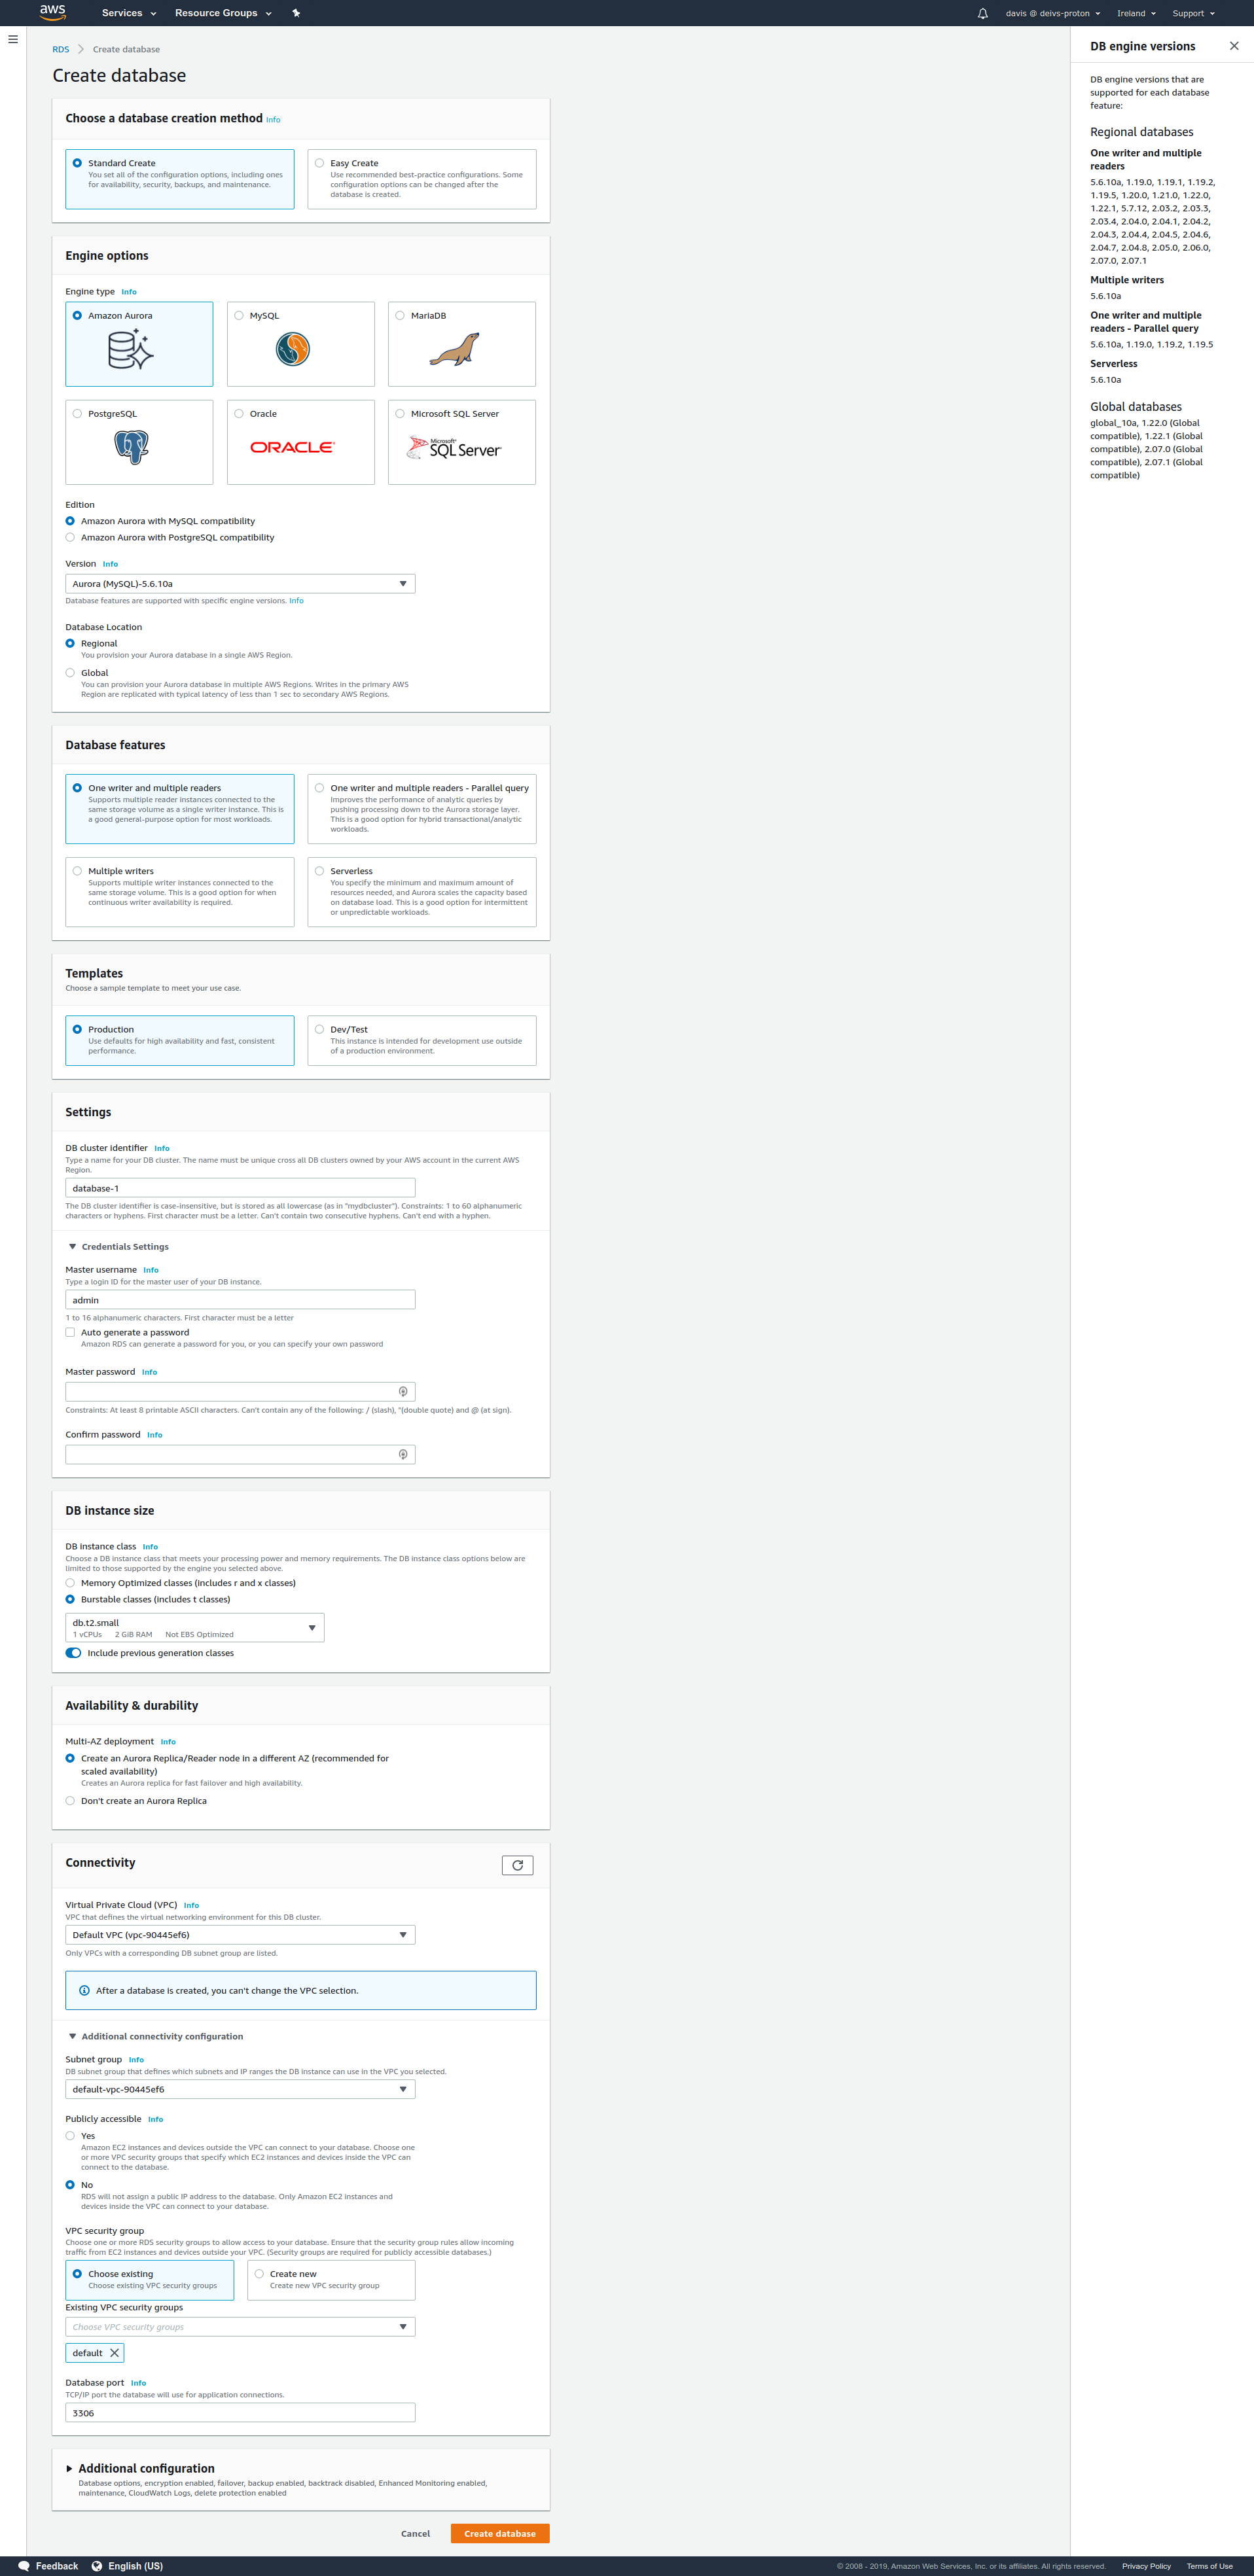 aws Services Resource Groups davis @ deivs-proton Ireland Support
RDS Create database
Create database
Choose a database creation method Info
Standard Create
You set all of the configuration options, including ones
for availability, security, backups, and maintenance.
Easy Create
Use recommended best-practice configurations. Some
configuration options can be changed after the
database is created.
Engine options
Engine type Info
Amazon Aurora
MySQL
MariaDB
PostgreSQL
Oracle
ORACLE
Microsoft SQL Server
Microsoft
SQL Server
Edition
Amazon Aurora with MySQL compatibility
Amazon Aurora with PostgreSQL compatibility
Version Info
Aurora (MySQL)-5.6.10a
Database features are supported with specific engine versions. Info
Database Location
Regional
You provision your Aurora database in a single AWS Region.
Global
You can provision your Aurora database in multiple AWS Regions. Writes in the primary AWS
Region are replicated with typical latency of less than 1 sec to secondary AWS Regions.
Database features
One writer and multiple readers
Supports multiple reader instances connected to the
same storage volume as a single writer instance. This is
a good general-purpose option for most workloads.
One writer and multiple readers - Parallel query
Improves the performance of analytic queries by
pushing processing down to the Aurora storage layer.
This is a good option for hybrid transactional/analytic
workloads.
Multiple writers
Supports multiple writer instances connected to the
same storage volume. This is a good option for when
continuous writer availability is required.
Serverless
You specify the minimum and maximum amount of
resources needed, and Aurora scales the capacity based
on database load. This is a good option for intermittent
or unpredictable workloads.
Templates
Choose a sample template to meet your use case.
Production
Use defaults for high availability and fast, consistent
performance.
Dev/Test
This instance is intended for development use outside
of a production environment.
Settings
DB cluster identifier Info
Type a name for your DB cluster. The name must be unique cross all DB clusters owned by your AWS account in the current AWS
Region.
database-1
The DB cluster identifier is case-insensitive, but is stored as all lowercase (as in "mydbcluster"). Constraints: 1 to 60 alphanumeric
characters or hyphens. First character must be a letter. Can't contain two consecutive hyphens. Can't end with a hyphen.
Credentials Settings
Master username Info
Type a login ID for the master user of your DB instance.
admin
1 to 16 alphanumeric characters. First character must be a letter
Auto generate a password
Amazon RDS can generate a password for you, or you can specify your own password
Master password Info
Constraints: At least 8 printable ASCII characters. Can't contain any of the following: / (slash), "(double quote) and @ (at sign).
Confirm password Info
DB instance size
DB instance class Info
Choose a DB instance class that meets your processing power and memory requirements. The DB instance class options below are
limited to those supported by the engine you selected above.
Memory Optimized classes (includes r and x classes)
Burstable classes (includes t classes)
db.t2.small
1 vCPUs 2 GiB RAM Not EBS Optimized
Include previous generation classes
Availability & durability
Multi-AZ deployment Info
Create an Aurora Replica/Reader node in a different AZ (recommended for
scaled availability)
Creates an Aurora replica for fast failover and high availability.
Don't create an Aurora Replica
Connectivity
Virtual Private Cloud (VPC) Info
VPC that defines the virtual networking environment for this DB cluster.
Default VPC (vpc-90445ef6)
Only VPCs with a corresponding DB subnet group are listed.
After a database is created, you can't change the VPC selection.
Additional connectivity configuration
Subnet group Info
DB subnet group that defines which subnets and IP ranges the DB instance can use in the VPC you selected.
default-vpc-90445ef6
Publicly accessible Info
Yes
Amazon EC2 instances and devices outside the VPC can connect to your database. Choose one
or more VPC security groups that specify which EC2 instances and devices inside the VPC can
connect to the database.
No
RDS will not assign a public IP address to the database. Only Amazon EC2 instances and
devices inside the VPC can connect to your database.
VPC security group
Choose one or more RDS security groups to allow access to your database. Ensure that the security group rules allow incoming
traffic from EC2 instances and devices outside your VPC. (Security groups are required for publicly accessible databases.)
Choose existing
Choose existing VPC security groups
Create new
Create new VPC security group
Existing VPC security groups
Choose VPC security groups
default
Database port Info
TCP/IP port the database will use for application connections.
3306
Additional configuration
Database options, encryption enabled, failover, backup enabled, backtrack disabled, Enhanced Monitoring enabled,
maintenance, CloudWatch Logs, delete protection enabled
Cancel Create database
DB engine versions
DB engine versions that are
supported for each database
feature:
Regional databases
One writer and multiple
readers
5.6.10a, 1.19.0, 1.19.1, 1.19.2,
1.19.5, 1.20.0, 1.21.0, 1.22.0,
1.22.1, 5.7.12, 2.03.2, 2.03.3,
2.03.4, 2.04.0, 2.04.1, 2.04.2,
2.04.3, 2.04.4, 2.04.5, 2.04.6,
2.04.7, 2.04.8, 2.05.0, 2.06.0,
2.07.0, 2.07.1
Multiple writers
5.6.10a
One writer and multiple
readers - Parallel query
5.6.10a, 1.19.0, 1.19.2, 1.19.5
Serverless
5.6.10a
Global databases
global_10a, 1.22.0 (Global
compatible), 1.22.1 (Global
compatible), 2.07.0 (Global
compatible), 2.07.1 (Global
compatible)
Feedback English (US) © 2008 - 2019, Amazon Web Services, Inc. or its affiliates. All rights reserved. Privacy Policy Terms of Use